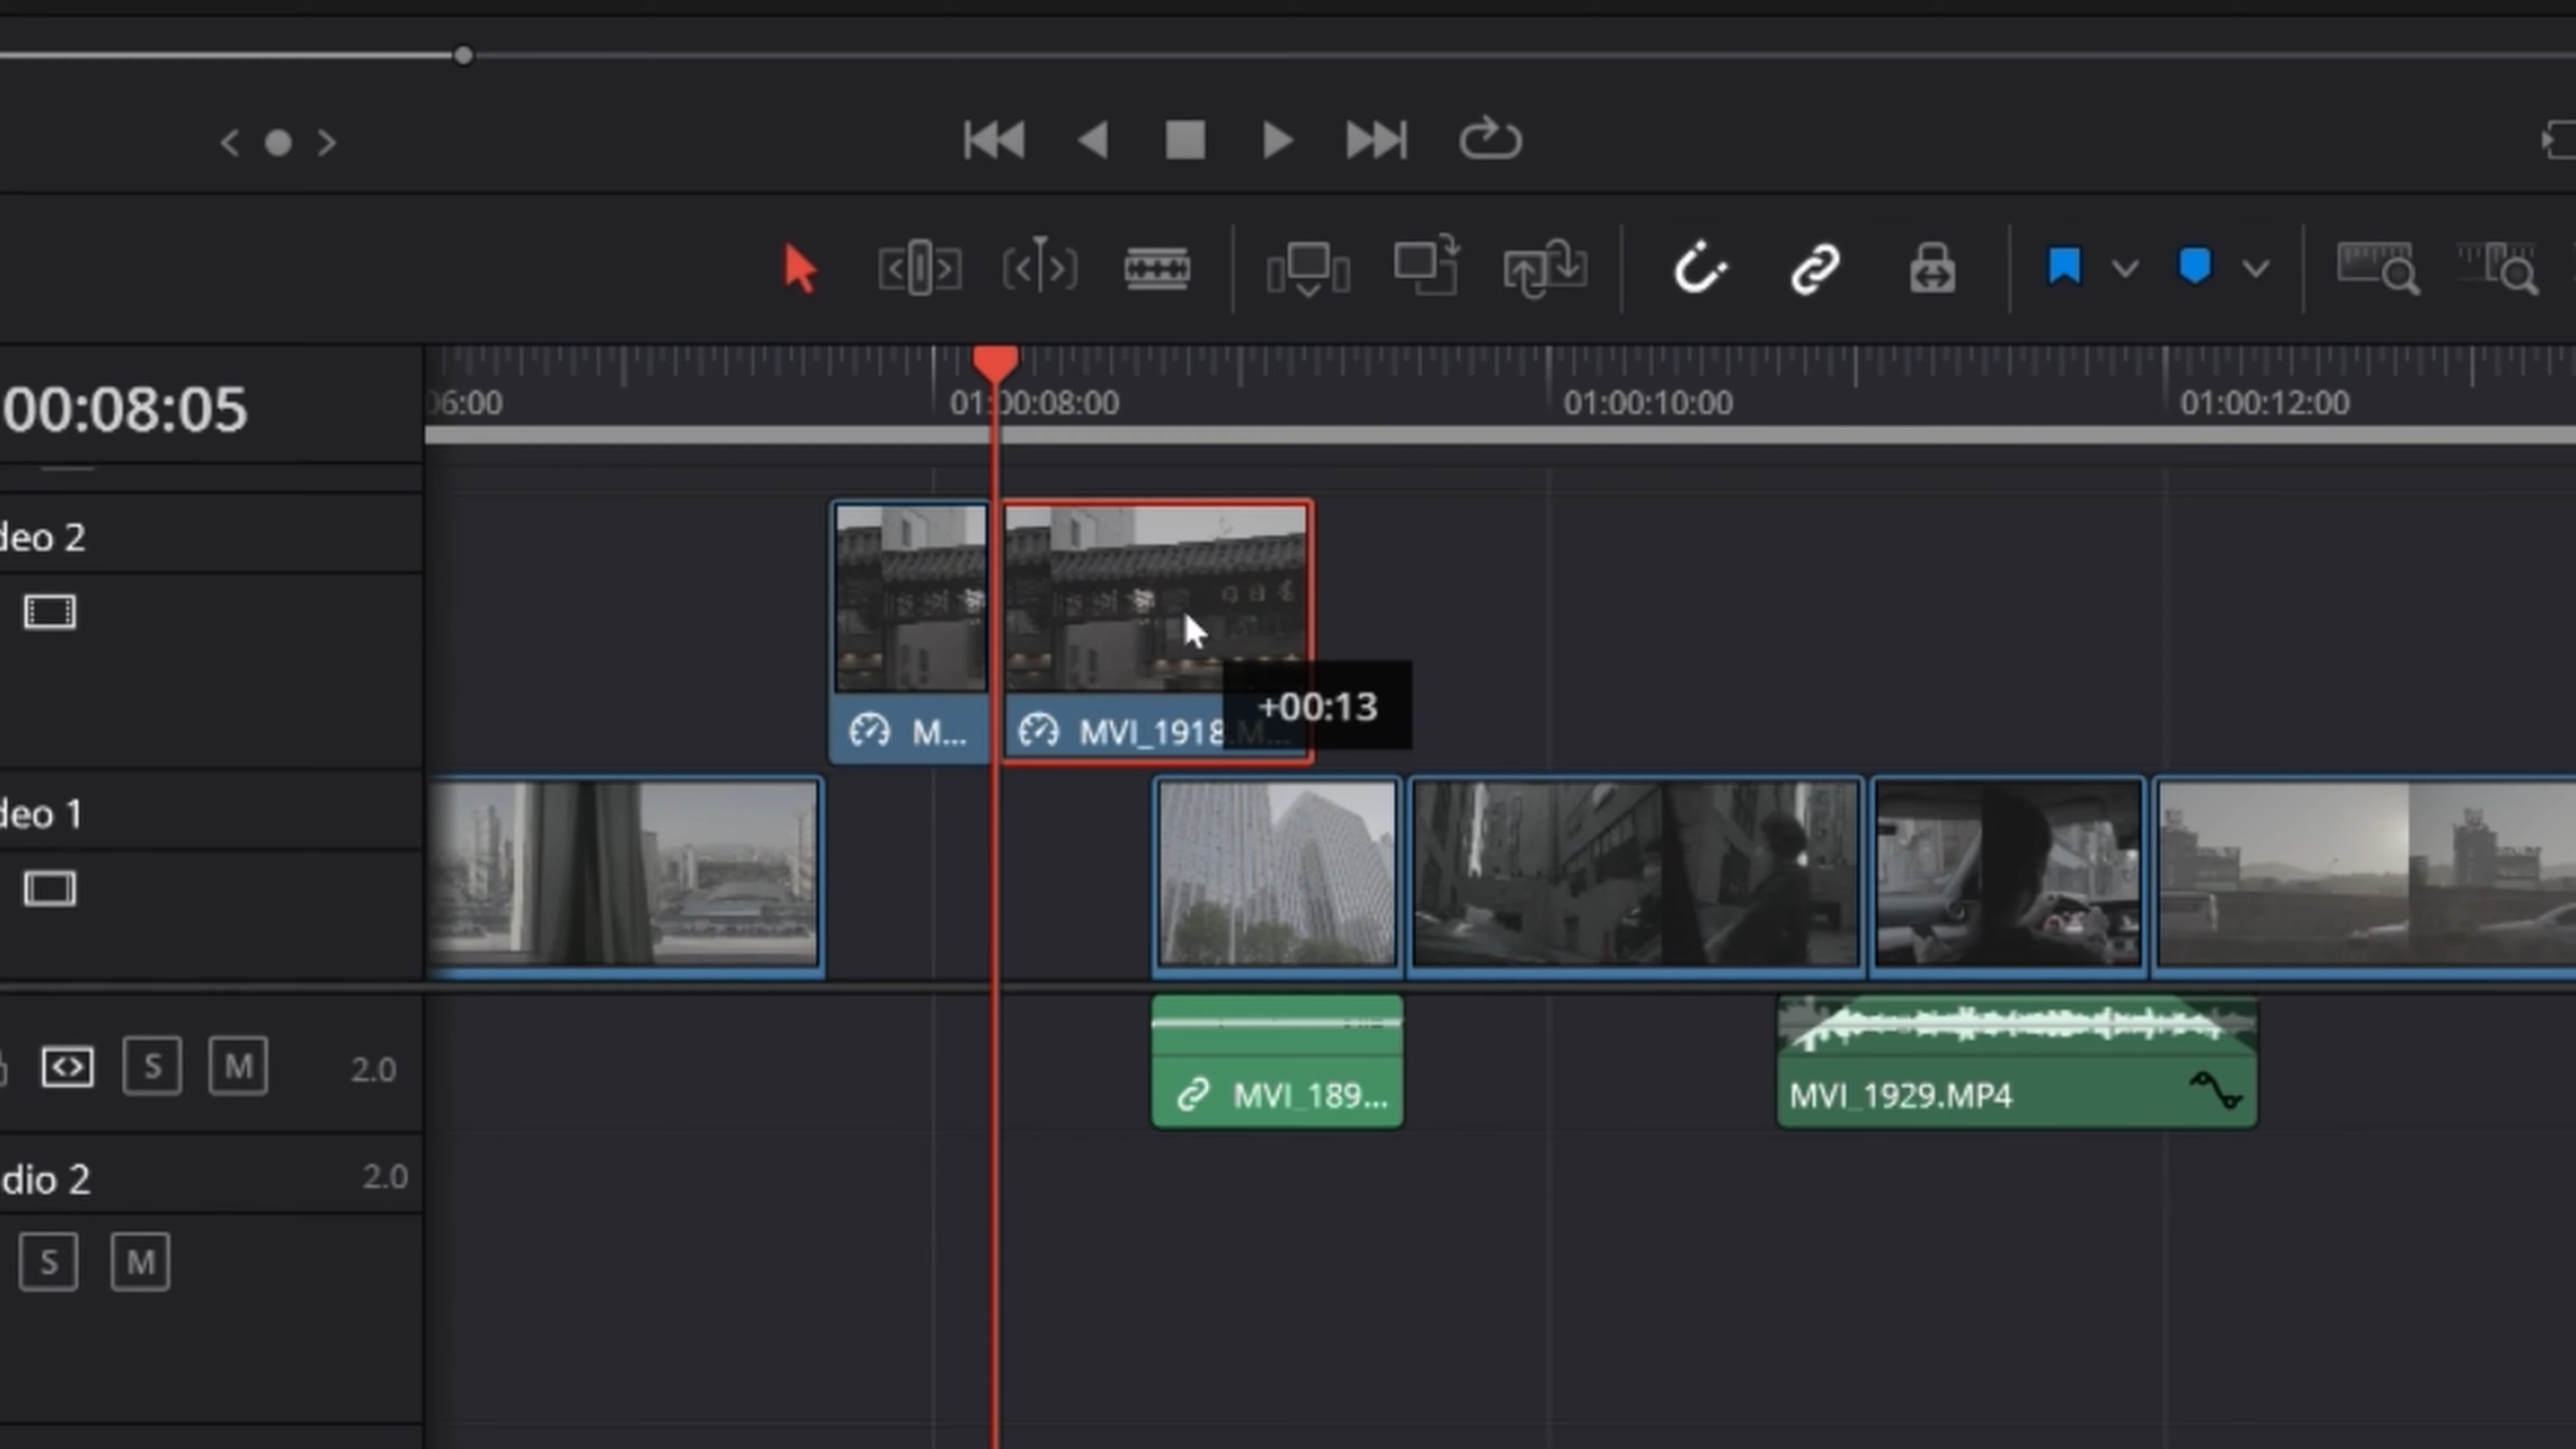 00:08:05
06:00
01:00:08:00
01:00:10:00
01:00:12:00
deo 2
M...
MVI_1918.M...
+00:13
deo 1
S
M
2.0
MVI_189...
MVI_1929.MP4
dio 2
2.0
S
M